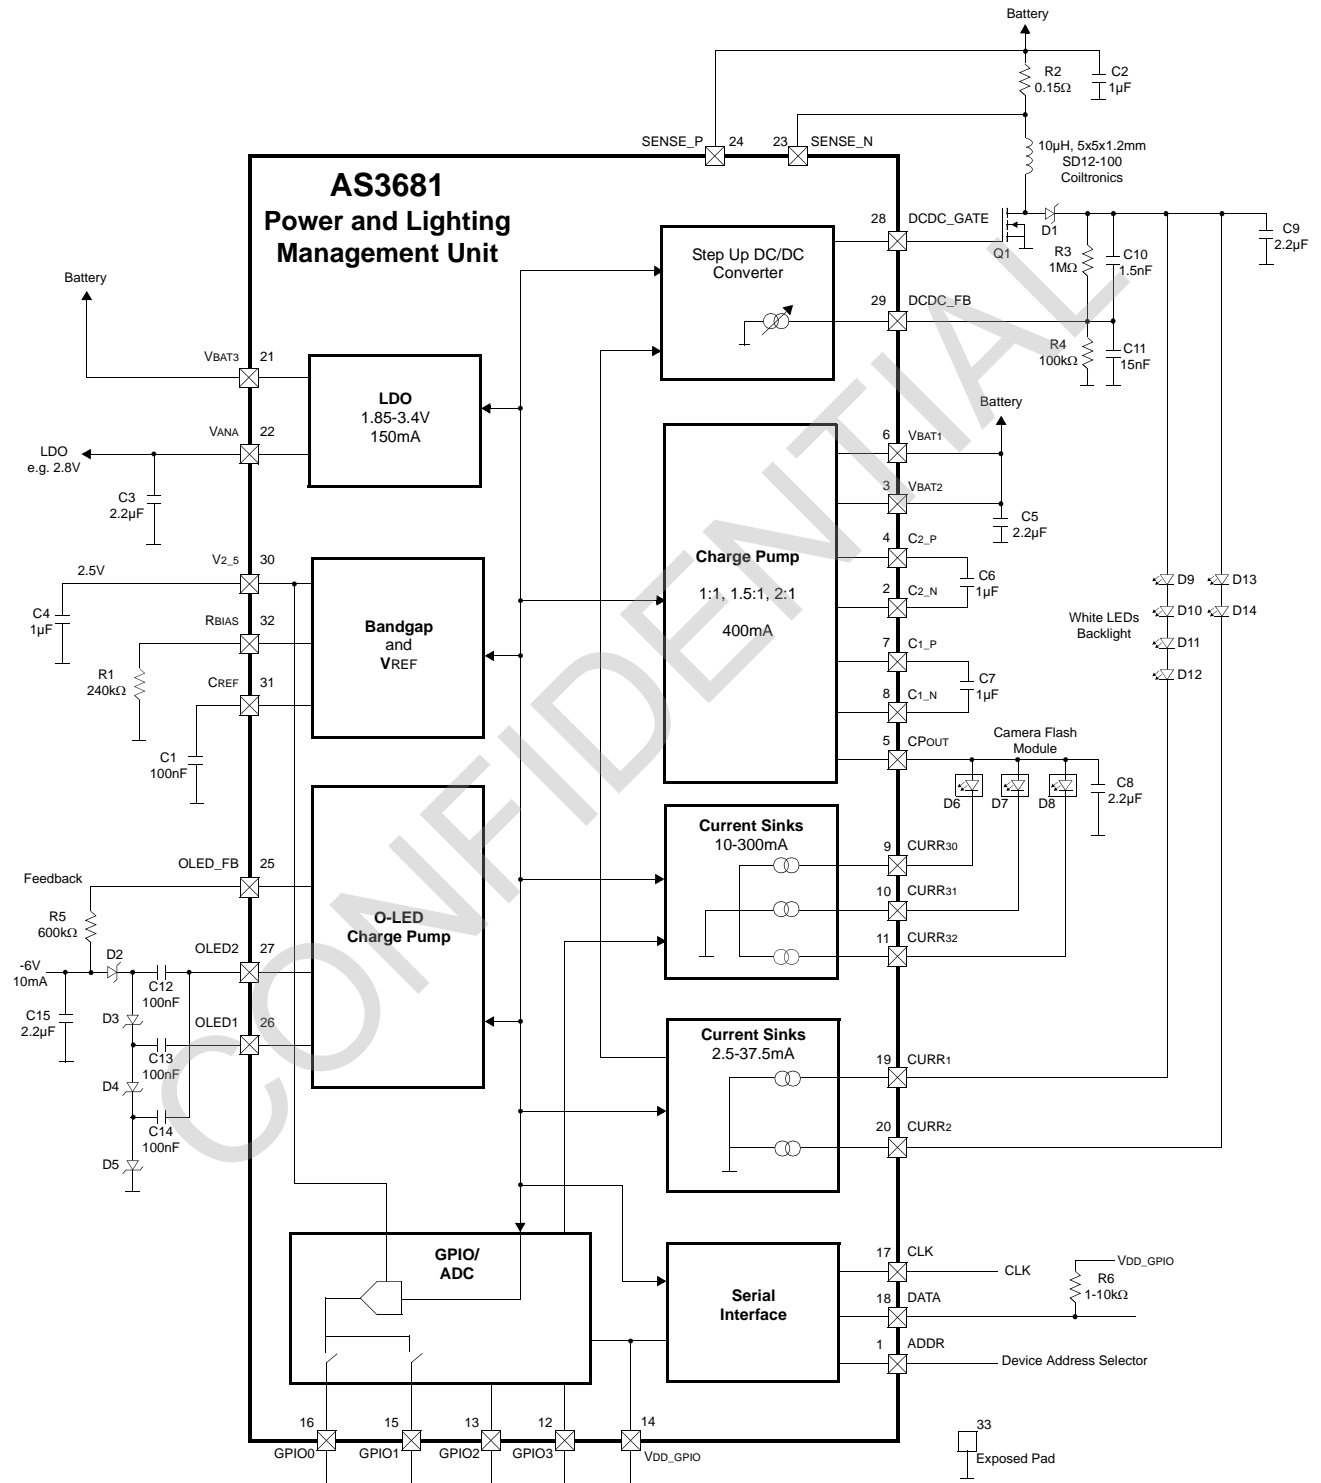 Battery
R2
0.15Ω
C2
1µF
SENSE_P
24
23
SENSE_N
10µH, 5x5x1.2mm
SD12-100
Coiltronics
AS3681
Power and Lighting
Management Unit
28
DCDC_GATE
Q1
D1
R3
1MΩ
C10
1.5nF
C9
2.2µF
Step Up DC/DC
Converter
29
DCDC_FB
R4
100kΩ
C11
15nF
Battery
VBAT3
21
LDO
1.85-3.4V
150mA
VANA
22
LDO
e.g. 2.8V
C3
2.2µF
Battery
6
VBAT1
3
VBAT2
C5
2.2µF
4
C2_P
C6
1µF
2
C2_N
7
C1_P
C7
1µF
8
C1_N
5
CPOUT
Charge Pump
1:1, 1.5:1, 2:1
400mA
V2_5
30
2.5V
C4
1µF
RBIAS
32
R1
240kΩ
CREF
31
C1
100nF
Bandgap
and
VREF
D9
D13
D10
D14
White LEDs
Backlight
D11
D12
Camera Flash
Module
D6
D7
D8
C8
2.2µF
Current Sinks
10-300mA
9
CURR30
10
CURR31
11
CURR32
OLED_FB
25
Feedback
R5
600kΩ
O-LED
Charge Pump
OLED2
27
-6V
10mA
D2
C12
100nF
C15
2.2µF
D3
OLED1
26
C13
100nF
D4
C14
100nF
D5
Current Sinks
2.5-37.5mA
19
CURR1
20
CURR2
GPIO/
ADC
Serial
Interface
17
CLK
CLK
VDD_GPIO
R6
1-10kΩ
18
DATA
1
ADDR
Device Address Selector
16
GPIO0
15
GPIO1
13
GPIO2
12
GPIO3
14
VDD_GPIO
33
Exposed Pad
CONFIDENTIAL